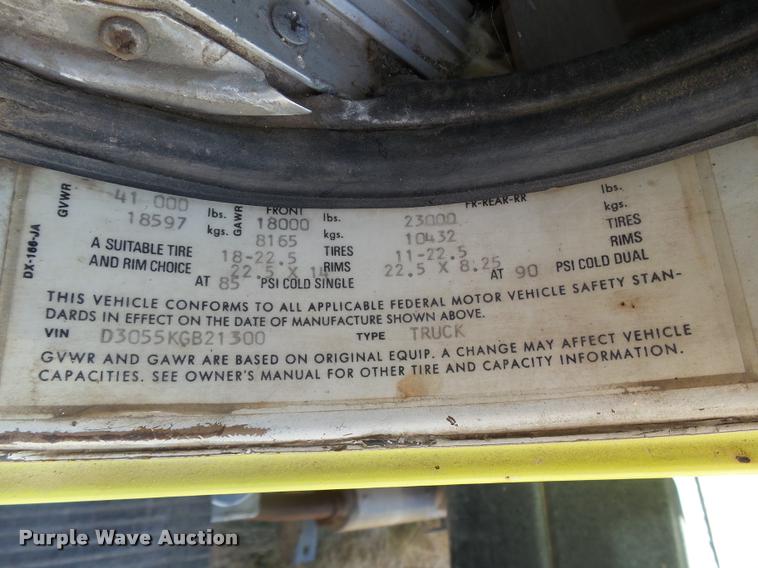 GVWR 41 000 lbs. GAWR FRONT 18000 lbs. FR-REAR-RR 23000 lbs.
18597 kgs. 8165 kgs. 10432 kgs.
A SUITABLE TIRE 18-22.5 TIRES 11-22.5 TIRES
AND RIM CHOICE 22.5 X 14 RIMS 22.5 X 8.25 RIMS
AT 85 PSI COLD SINGLE AT 90 PSI COLD DUAL
THIS VEHICLE CONFORMS TO ALL APPLICABLE FEDERAL MOTOR VEHICLE SAFETY STAN-
DARDS IN EFFECT ON THE DATE OF MANUFACTURE SHOWN ABOVE.
VIN D3055KGB21300 TYPE TRUCK
GVWR AND GAWR ARE BASED ON ORIGINAL EQUIP. A CHANGE MAY AFFECT VEHICLE
CAPACITIES. SEE OWNER'S MANUAL FOR OTHER TIRE AND CAPACITY INFORMATION.
DX-166-JA
Purple Wave Auction